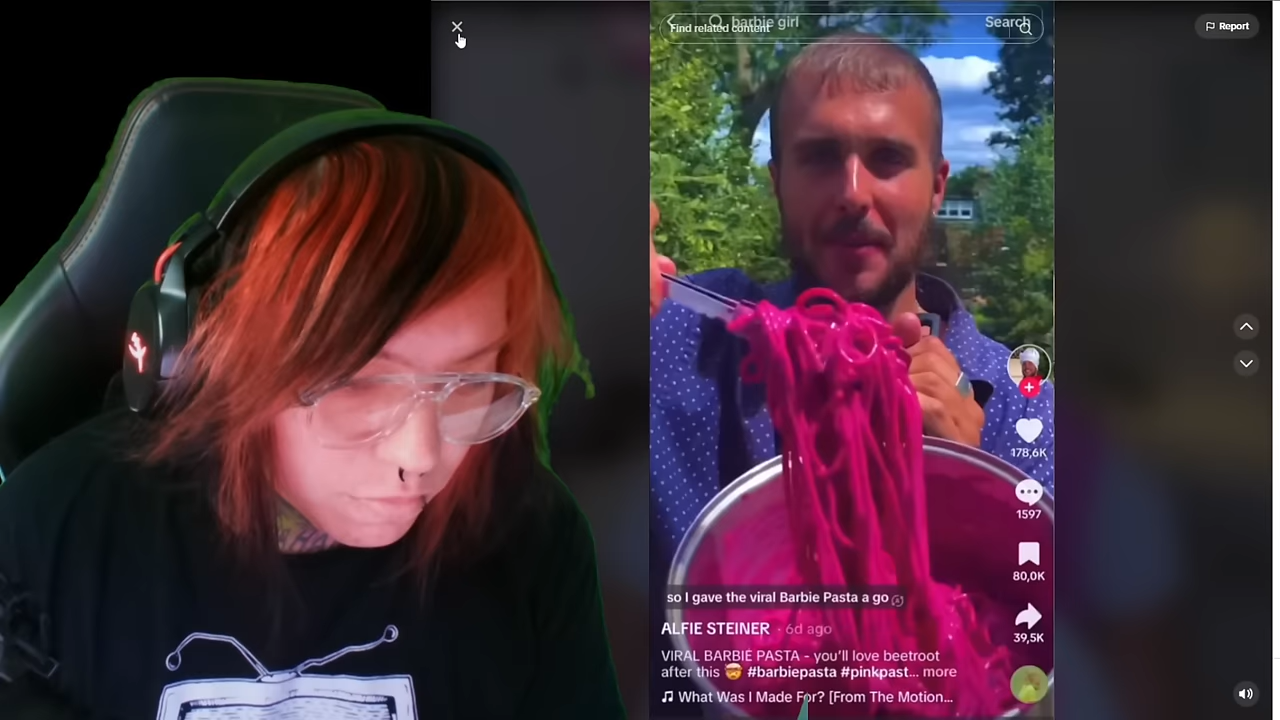 barbie girl
Search
Find related content
Report
178,6K
1597
80,0K
39,5K
so I gave the viral Barbie Pasta a go
ALFIE STEINER · 6d ago
VIRAL BARBIE PASTA - you'll love beetroot
after this 🤯 #barbiepasta #pinkpast... more
What Was I Made For? [From The Motion...